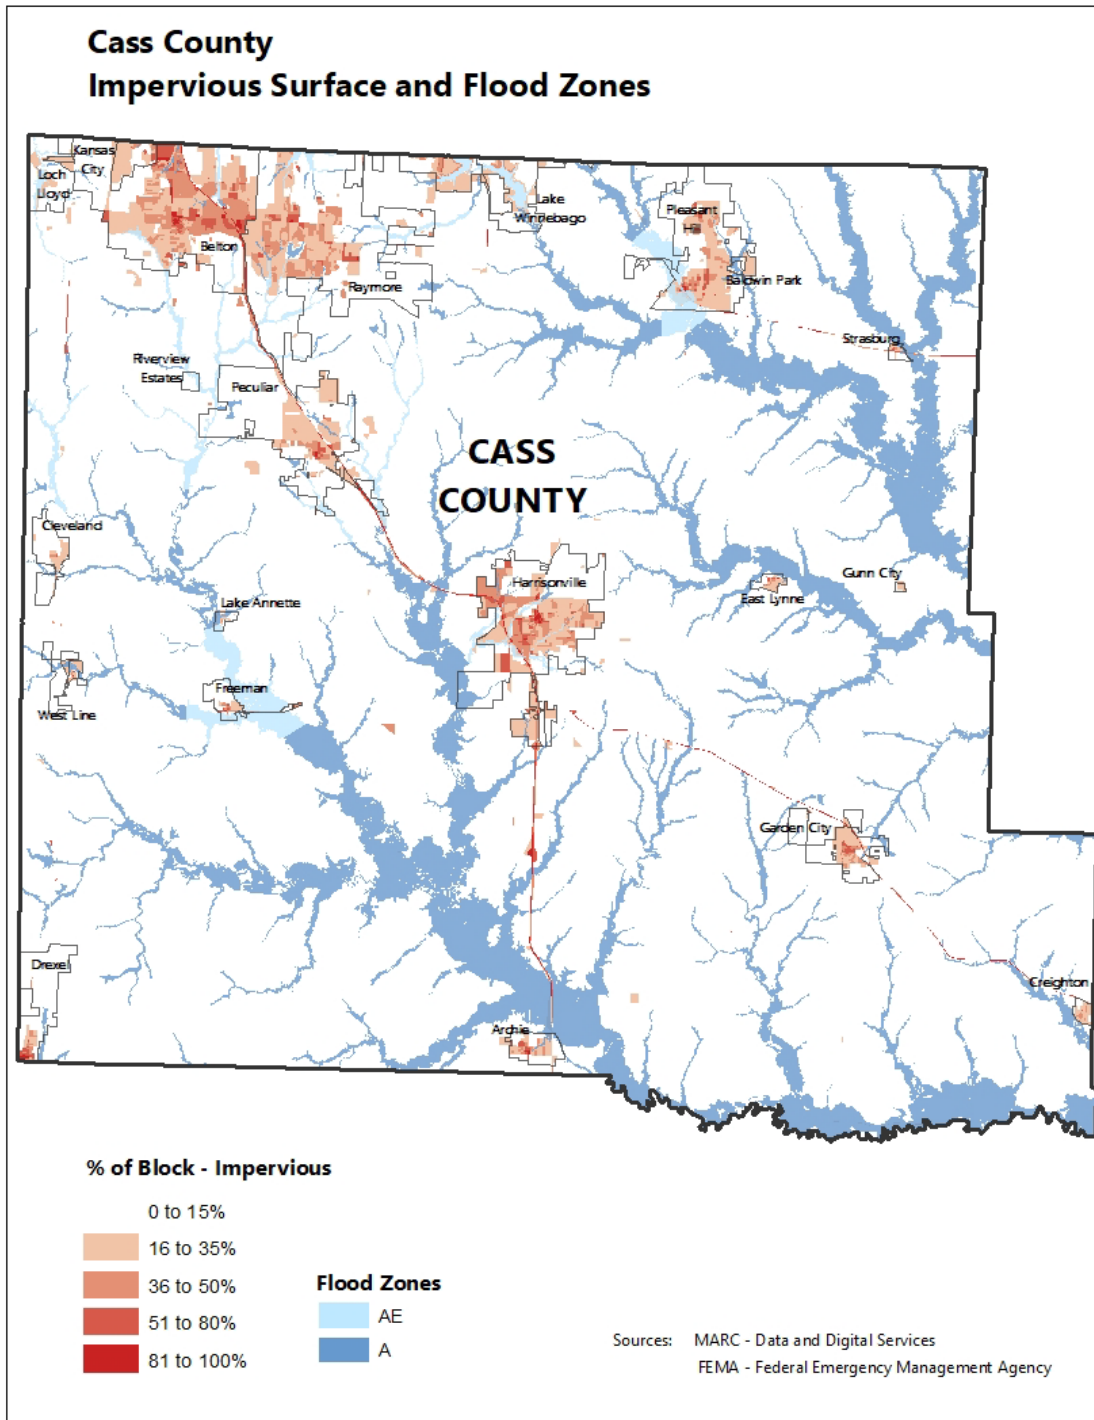 Cass County
Impervious Surface and Flood Zones
Kansas
City
Loch
Lloyd
Lake
Winnebago
Pleasant
Hill
Belton
Baldwin Park
Raymore
Strasburg
Riverview
Estates
Peculiar
CASS
COUNTY
Cleveland
Harrisonville
Gunn City
East Lynne
Lake Annette
Freeman
West Line
Garden City
Drexel
Creighton
Archie
% of Block - Impervious
0 to 15%
16 to 35%
36 to 50%
51 to 80%
81 to 100%
Flood Zones
AE
A
Sources: MARC - Data and Digital Services
FEMA - Federal Emergency Management Agency